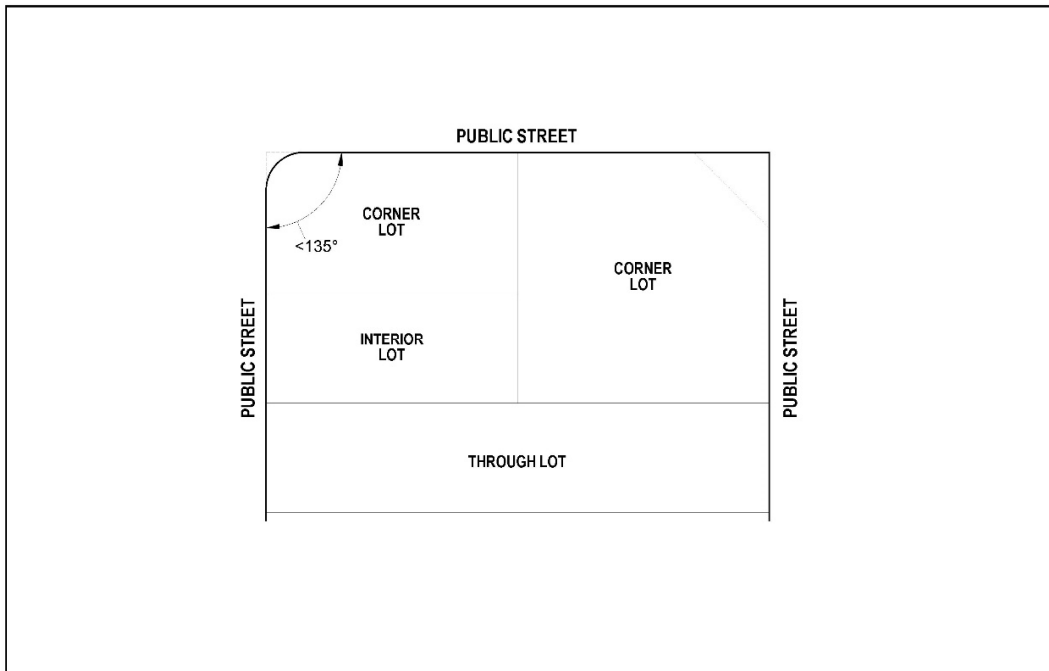 PUBLIC STREET
CORNER
LOT
<135°
CORNER
LOT
PUBLIC STREET
INTERIOR
LOT
PUBLIC STREET
THROUGH LOT